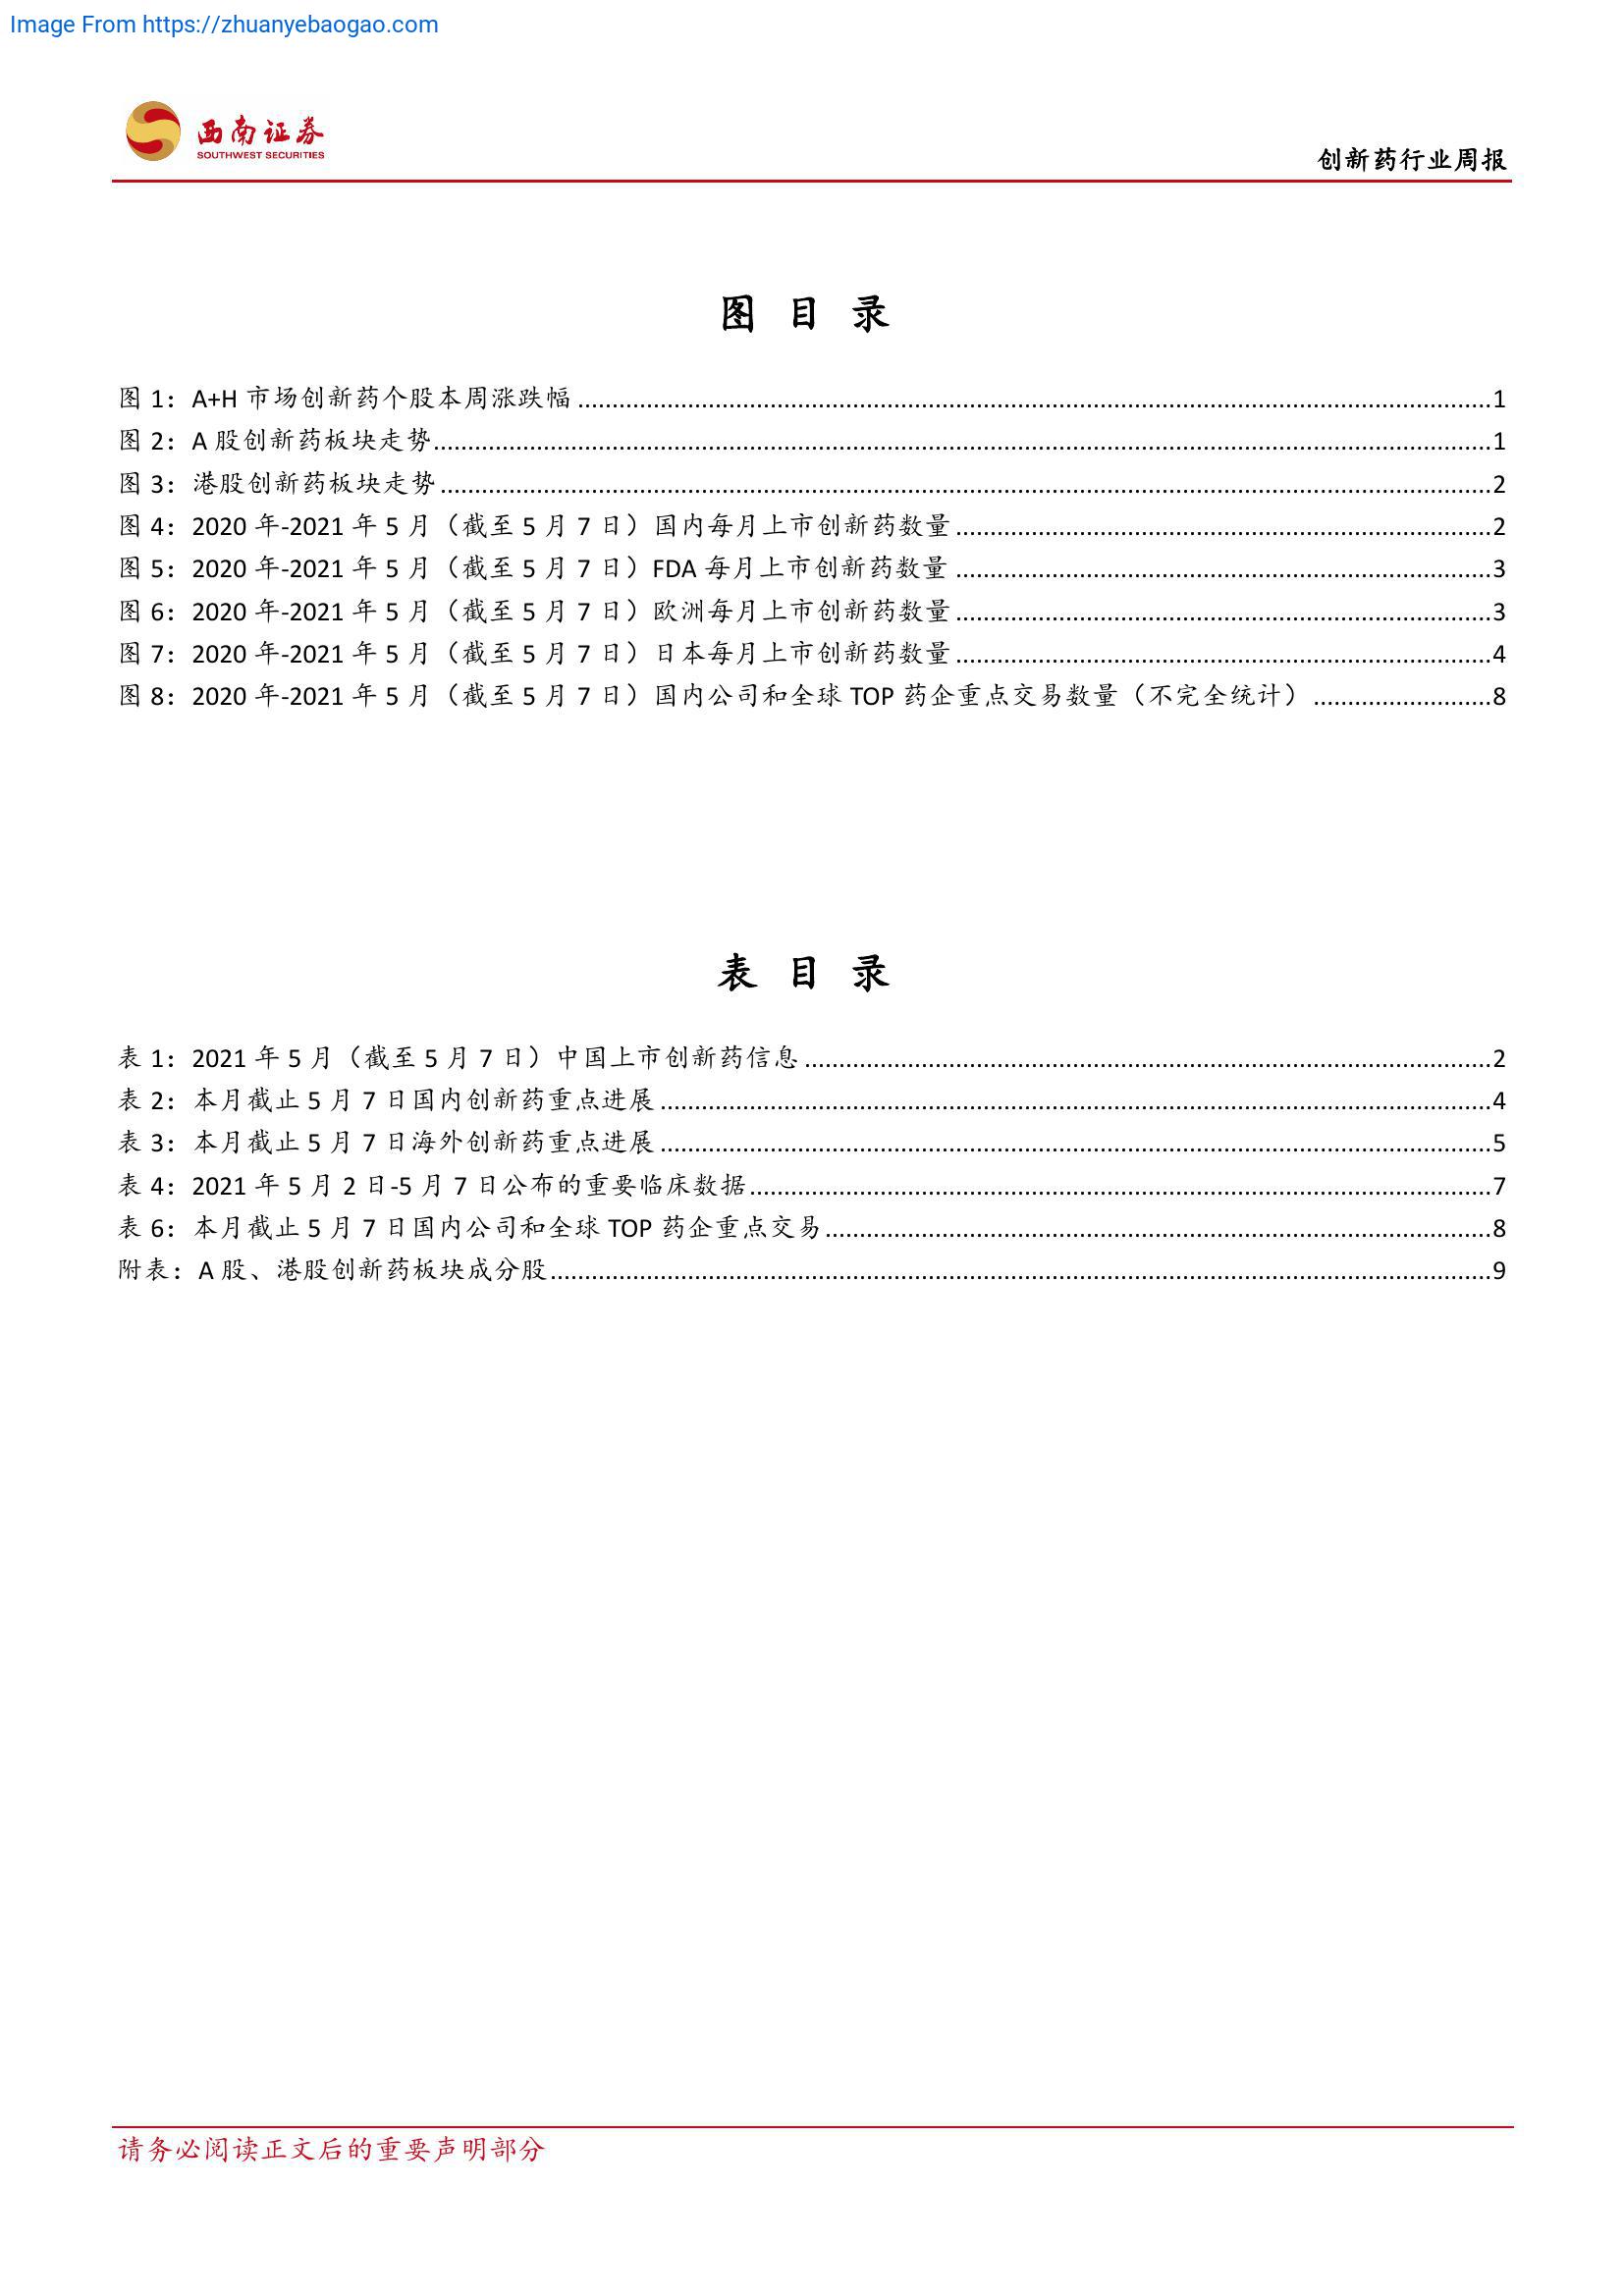 Image From https://zhuanyebaogao.com
西南证券
SOUTHWEST SECURITIES
创新药行业周报
图 目 录
图 1：A+H 市场创新药个股本周涨跌幅 ........................................ 1
图 2：A 股创新药板块走势 ........................................ 1
图 3：港股创新药板块走势 ........................................ 2
图 4：2020 年-2021 年 5 月（截至 5 月 7 日）国内每月上市创新药数量 ........................................ 2
图 5：2020 年-2021 年 5 月（截至 5 月 7 日）FDA 每月上市创新药数量 ........................................ 3
图 6：2020 年-2021 年 5 月（截至 5 月 7 日）欧洲每月上市创新药数量 ........................................ 3
图 7：2020 年-2021 年 5 月（截至 5 月 7 日）日本每月上市创新药数量 ........................................ 4
图 8：2020 年-2021 年 5 月（截至 5 月 7 日）国内公司和全球 TOP 药企重点交易数量（不完全统计） .......................... 8
表 目 录
表 1：2021 年 5 月（截至 5 月 7 日）中国上市创新药信息 ........................................ 2
表 2：本月截止 5 月 7 日国内创新药重点进展 ........................................ 4
表 3：本月截止 5 月 7 日海外创新药重点进展 ........................................ 5
表 4：2021 年 5 月 2 日-5 月 7 日公布的重要临床数据 ........................................ 7
表 6：本月截止 5 月 7 日国内公司和全球 TOP 药企重点交易 ........................................ 8
附表：A 股、港股创新药板块成分股 ........................................ 9
请务必阅读正文后的重要声明部分